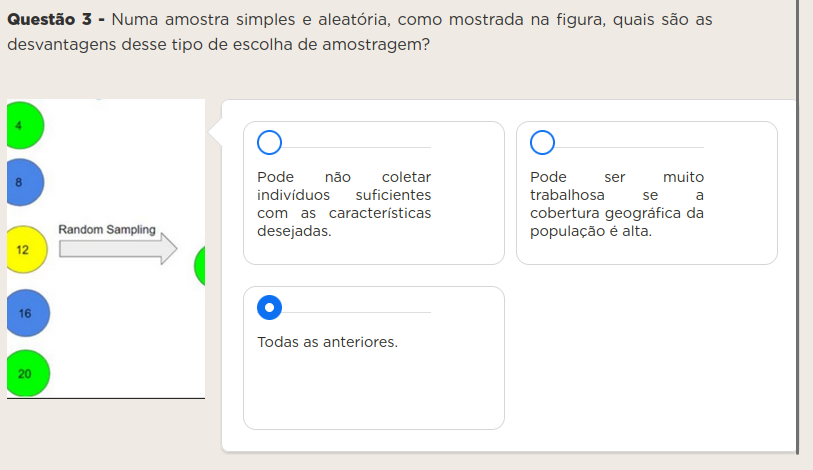 Questão 3 - Numa amostra simples e aleatória, como mostrada na figura, quais são as
desvantagens desse tipo de escolha de amostragem?
4
8
12
16
20
Random Sampling
Pode não coletar
indivíduos suficientes
com as características
desejadas.
Pode ser muito
trabalhosa se a
cobertura geográfica da
população é alta.
Todas as anteriores.